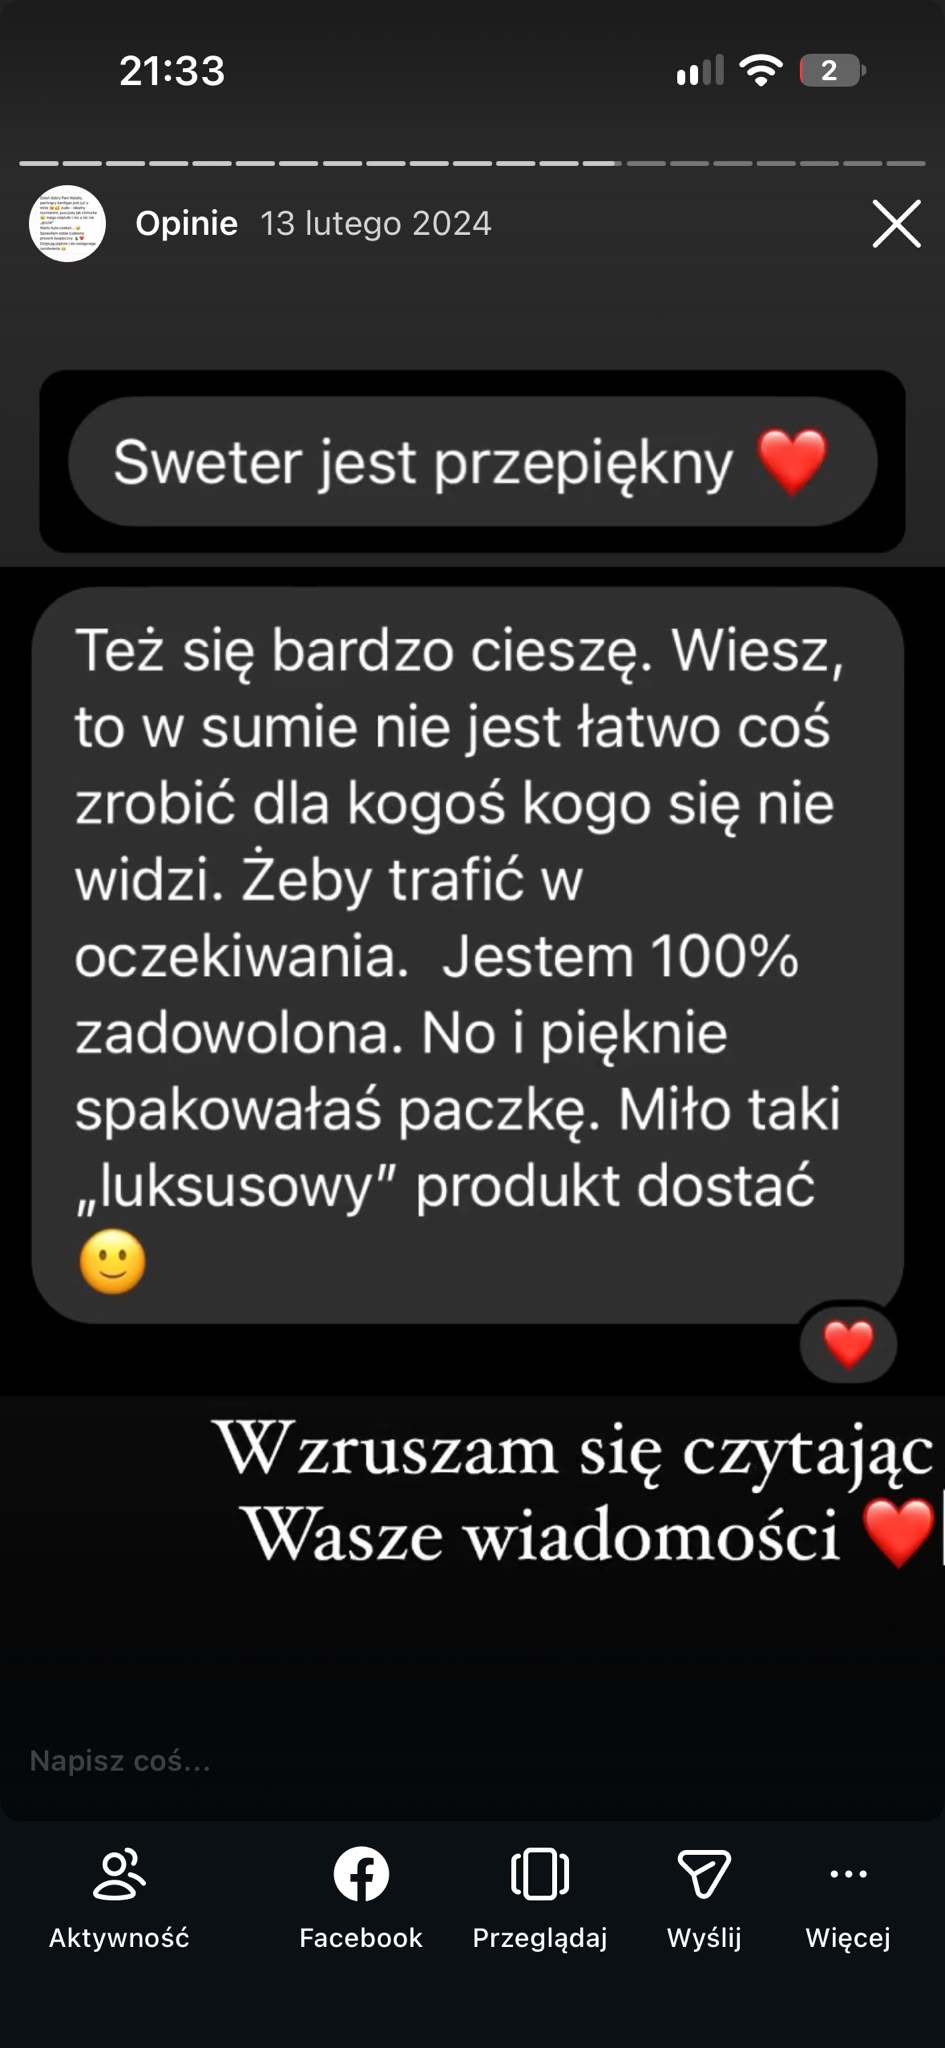 21:33
2
Opinie 13 lutego 2024
Sweter jest przepiękny ❤️
Też się bardzo cieszę. Wiesz,
to w sumie nie jest łatwo coś
zrobić dla kogoś kogo się nie
widzi. Żeby trafić w
oczekiwania.  Jestem 100%
zadowolona. No i pięknie
spakowałaś paczkę. Miło taki
„luksusowy” produkt dostać
🙂
❤️
Wzruszam się czytając
Wasze wiadomości ❤️
Napisz coś...
Aktywność Facebook Przeglądaj Wyślij Więcej